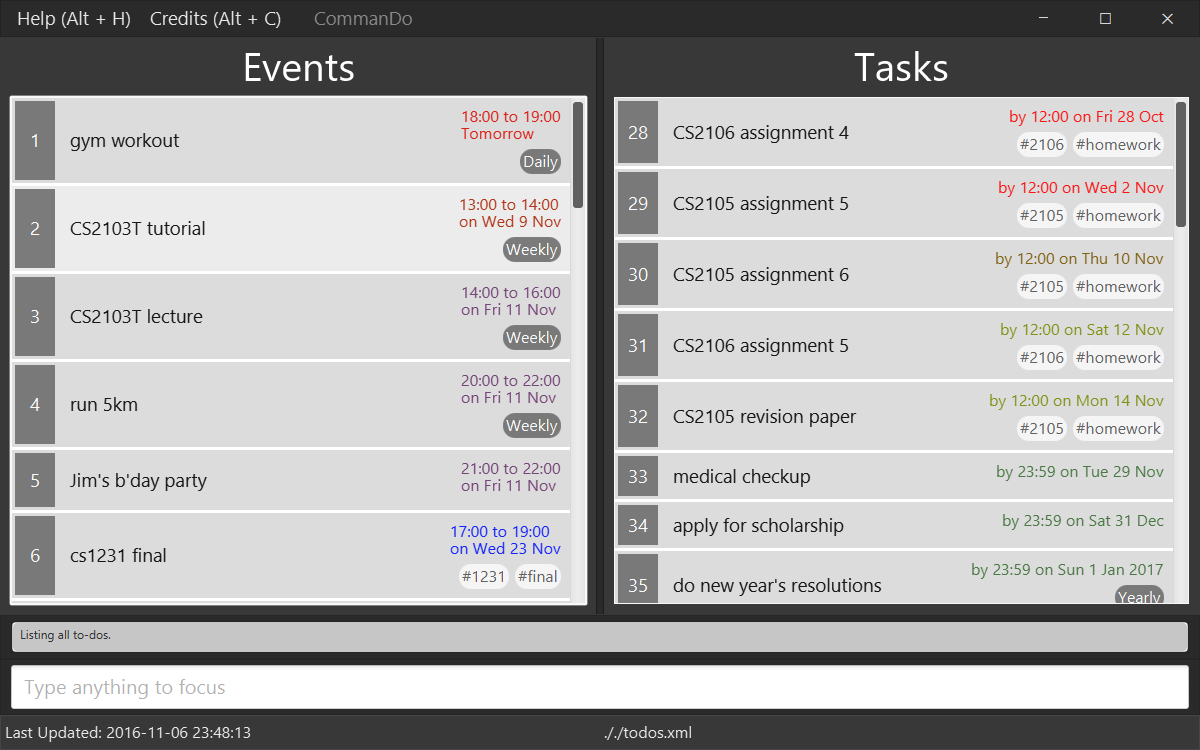 Help (Alt + H) Credits (Alt + C) CommanDo
Events
1 gym workout 18:00 to 19:00
Tomorrow
Daily
2 CS2103T tutorial 13:00 to 14:00
on Wed 9 Nov
Weekly
3 CS2103T lecture 14:00 to 16:00
on Fri 11 Nov
Weekly
4 run 5km 20:00 to 22:00
on Fri 11 Nov
Weekly
5 Jim's b'day party 21:00 to 22:00
on Fri 11 Nov
6 cs1231 final 17:00 to 19:00
on Wed 23 Nov
#1231 #final
Tasks
28 CS2106 assignment 4 by 12:00 on Fri 28 Oct
#2106 #homework
29 CS2105 assignment 5 by 12:00 on Wed 2 Nov
#2105 #homework
30 CS2105 assignment 6 by 12:00 on Thu 10 Nov
#2105 #homework
31 CS2106 assignment 5 by 12:00 on Sat 12 Nov
#2106 #homework
32 CS2105 revision paper by 12:00 on Mon 14 Nov
#2105 #homework
33 medical checkup by 23:59 on Tue 29 Nov
34 apply for scholarship by 23:59 on Sat 31 Dec
35 do new year's resolutions by 23:59 on Sun 1 Jan 2017
Yearly
Listing all to-dos.
Type anything to focus
Last Updated: 2016-11-06 23:48:13 ././todos.xml